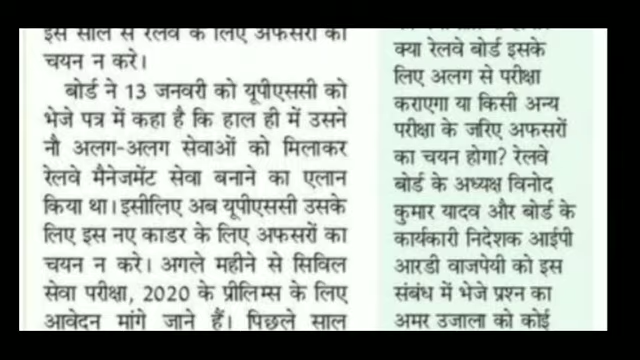 इस साल से रेलवे के लिए अफसरों का
चयन न करे।
बोर्ड ने 13 जनवरी को यूपीएससी को
भेजे पत्र में कहा है कि हाल ही में उसने
नौ अलग-अलग सेवाओं को मिलाकर
रेलवे मैनेजमेंट सेवा बनाने का एलान
किया था। इसीलिए अब यूपीएससी उसके
लिए इस नए काडर के लिए अफसरों का
चयन न करे। अगले महीने से सिविल
सेवा परीक्षा, 2020 के प्रीलिम्स के लिए
आवेदन मांगे जाने हैं। पिछले साल
क्या रेलवे बोर्ड इसके
लिए अलग से परीक्षा
कराएगा या किसी अन्य
परीक्षा के जरिए अफसरों
का चयन होगा? रेलवे
बोर्ड के अध्यक्ष विनोद
कुमार यादव और बोर्ड के
कार्यकारी निदेशक आईपी
आरडी वाजपेयी को इस
संबंध में भेजे प्रश्न का
अमर उजाला को कोई